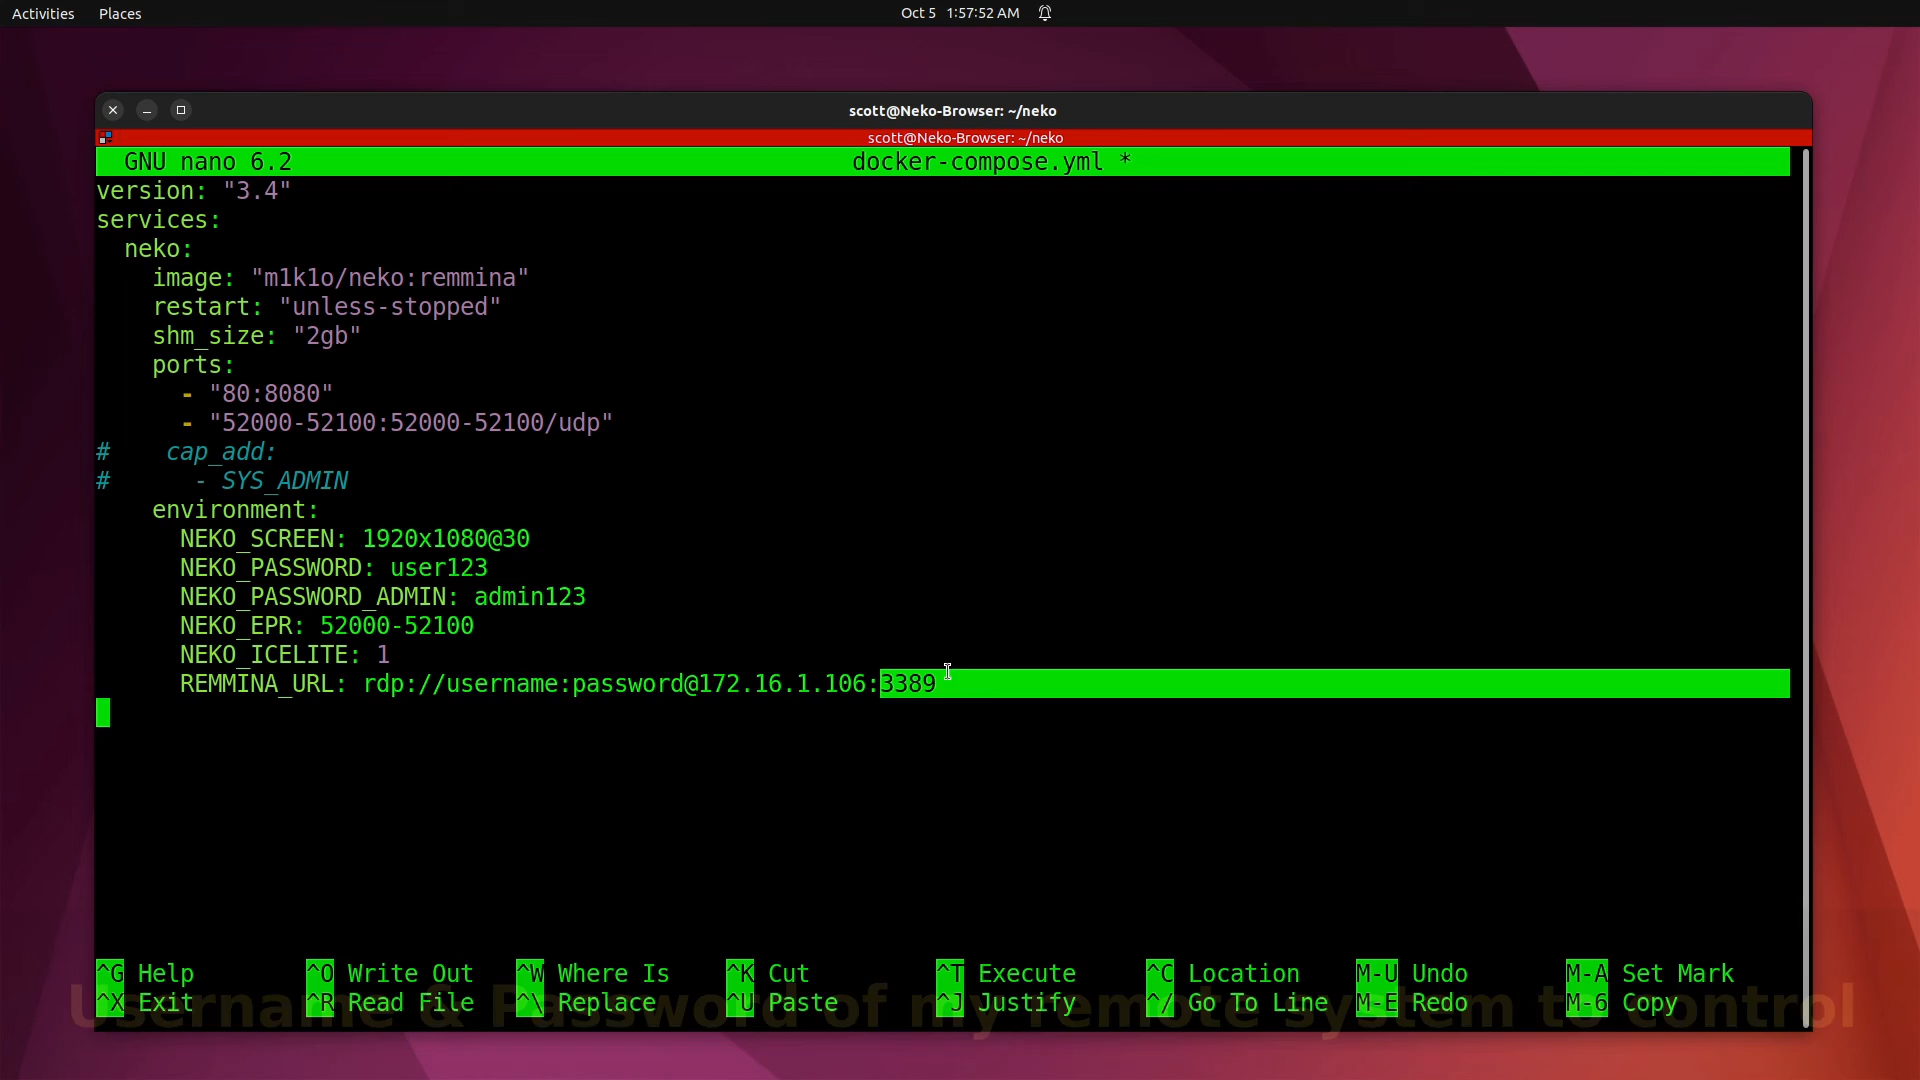 Activities Places Oct 5 1:57:52 AM
scott@Neko-Browser: ~/neko
scott@Neko-Browser: ~/neko
GNU nano 6.2 docker-compose.yml *
version: "3.4"
services:
  neko:
    image: "m1k1o/neko:remmina"
    restart: "unless-stopped"
    shm_size: "2gb"
    ports:
      - "80:8080"
      - "52000-52100:52000-52100/udp"
#    cap_add:
#      - SYS_ADMIN
    environment:
      NEKO_SCREEN: 1920x1080@30
      NEKO_PASSWORD: user123
      NEKO_PASSWORD_ADMIN: admin123
      NEKO_EPR: 52000-52100
      NEKO_ICELITE: 1
      REMMINA_URL: rdp://username:password@172.16.1.106:3389
^G Help ^O Write Out ^W Where Is ^K Cut ^T Execute ^C Location M-U Undo M-A Set Mark
^X Exit ^R Read File ^\ Replace ^U Paste ^J Justify ^/ Go To Line M-E Redo M-6 Copy
Username & Password of my remote system to control